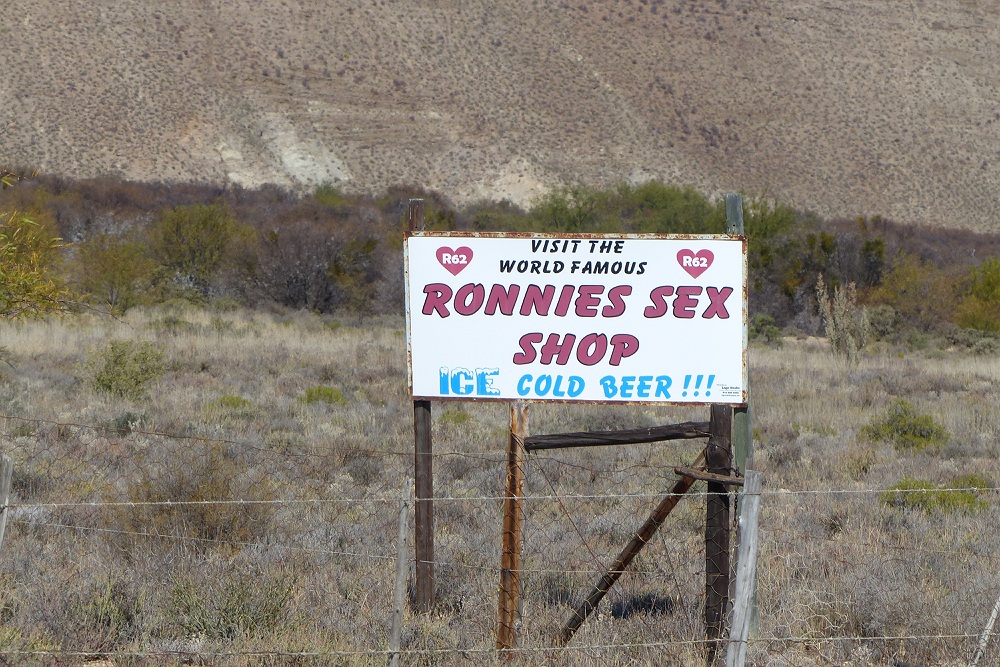 VISIT THE
R62
R62
WORLD FAMOUS
RONNIES SEX
SHOP
ICE COLD BEER !!!